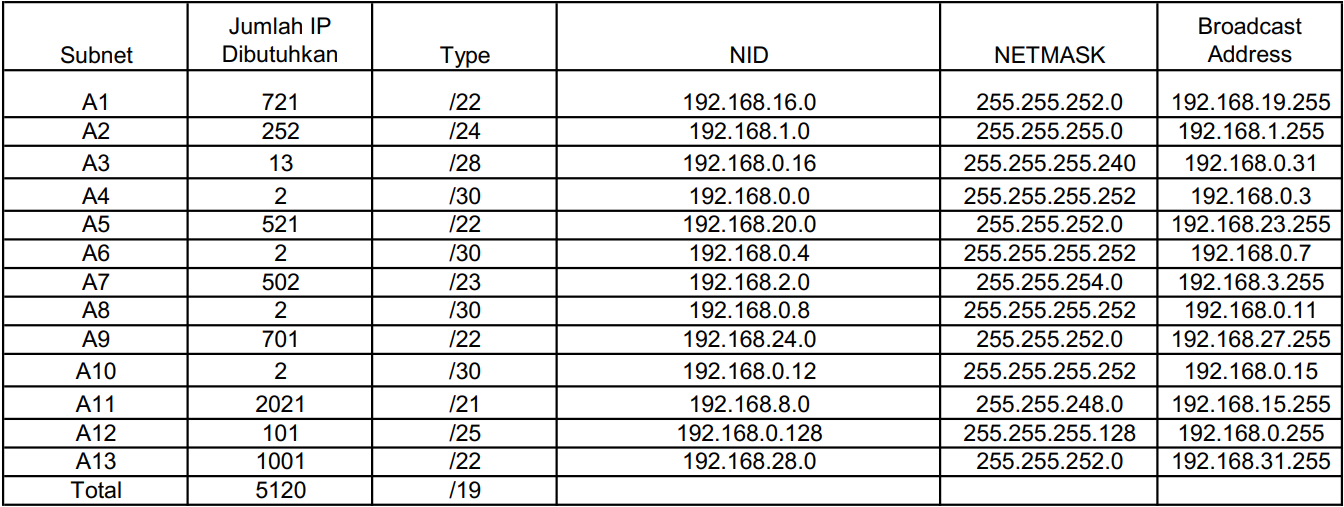 Subnet | Jumlah IP Dibutuhkan | Type | NID | NETMASK | Broadcast Address
A1 | 721 | /22 | 192.168.16.0 | 255.255.252.0 | 192.168.19.255
A2 | 252 | /24 | 192.168.1.0 | 255.255.255.0 | 192.168.1.255
A3 | 13 | /28 | 192.168.0.16 | 255.255.255.240 | 192.168.0.31
A4 | 2 | /30 | 192.168.0.0 | 255.255.255.252 | 192.168.0.3
A5 | 521 | /22 | 192.168.20.0 | 255.255.252.0 | 192.168.23.255
A6 | 2 | /30 | 192.168.0.4 | 255.255.255.252 | 192.168.0.7
A7 | 502 | /23 | 192.168.2.0 | 255.255.254.0 | 192.168.3.255
A8 | 2 | /30 | 192.168.0.8 | 255.255.255.252 | 192.168.0.11
A9 | 701 | /22 | 192.168.24.0 | 255.255.252.0 | 192.168.27.255
A10 | 2 | /30 | 192.168.0.12 | 255.255.255.252 | 192.168.0.15
A11 | 2021 | /21 | 192.168.8.0 | 255.255.248.0 | 192.168.15.255
A12 | 101 | /25 | 192.168.0.128 | 255.255.255.128 | 192.168.0.255
A13 | 1001 | /22 | 192.168.28.0 | 255.255.252.0 | 192.168.31.255
Total | 5120 | /19